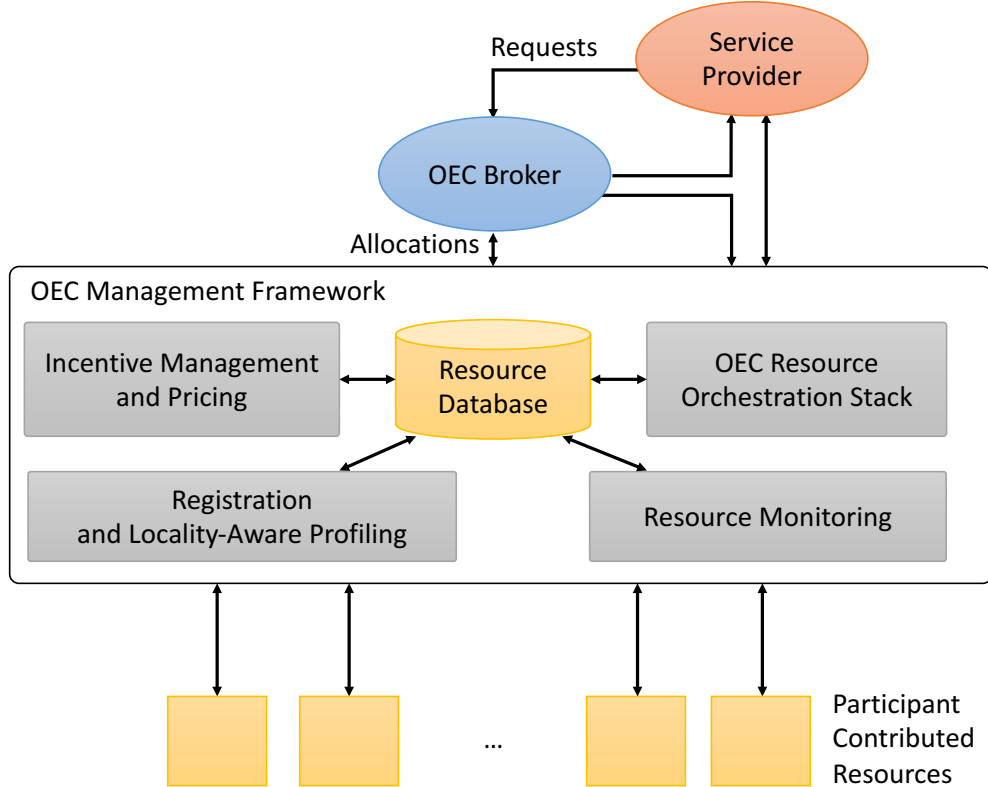 Requests
Service
Provider
OEC Broker
Allocations
OEC Management Framework
Incentive Management
and Pricing
Resource
Database
OEC Resource
Orchestration Stack
Registration
and Locality-Aware Profiling
Resource Monitoring
...
Participant
Contributed
Resources